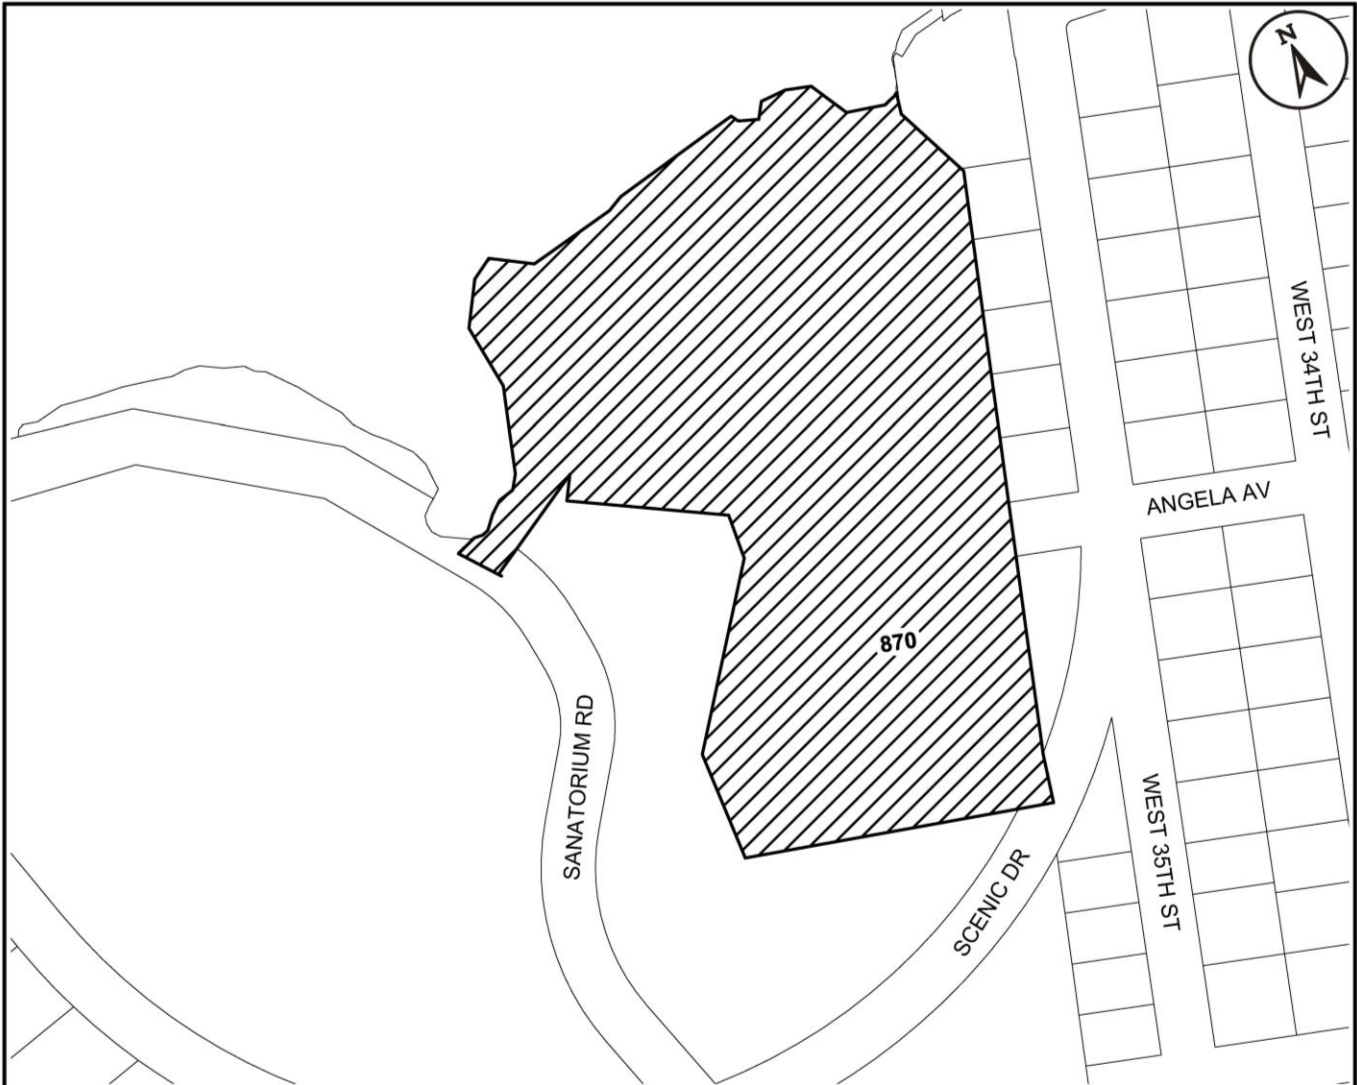 N
WEST 34TH ST
ANGELA AV
870
SANATORIUM RD
WEST 35TH ST
SCENIC DR